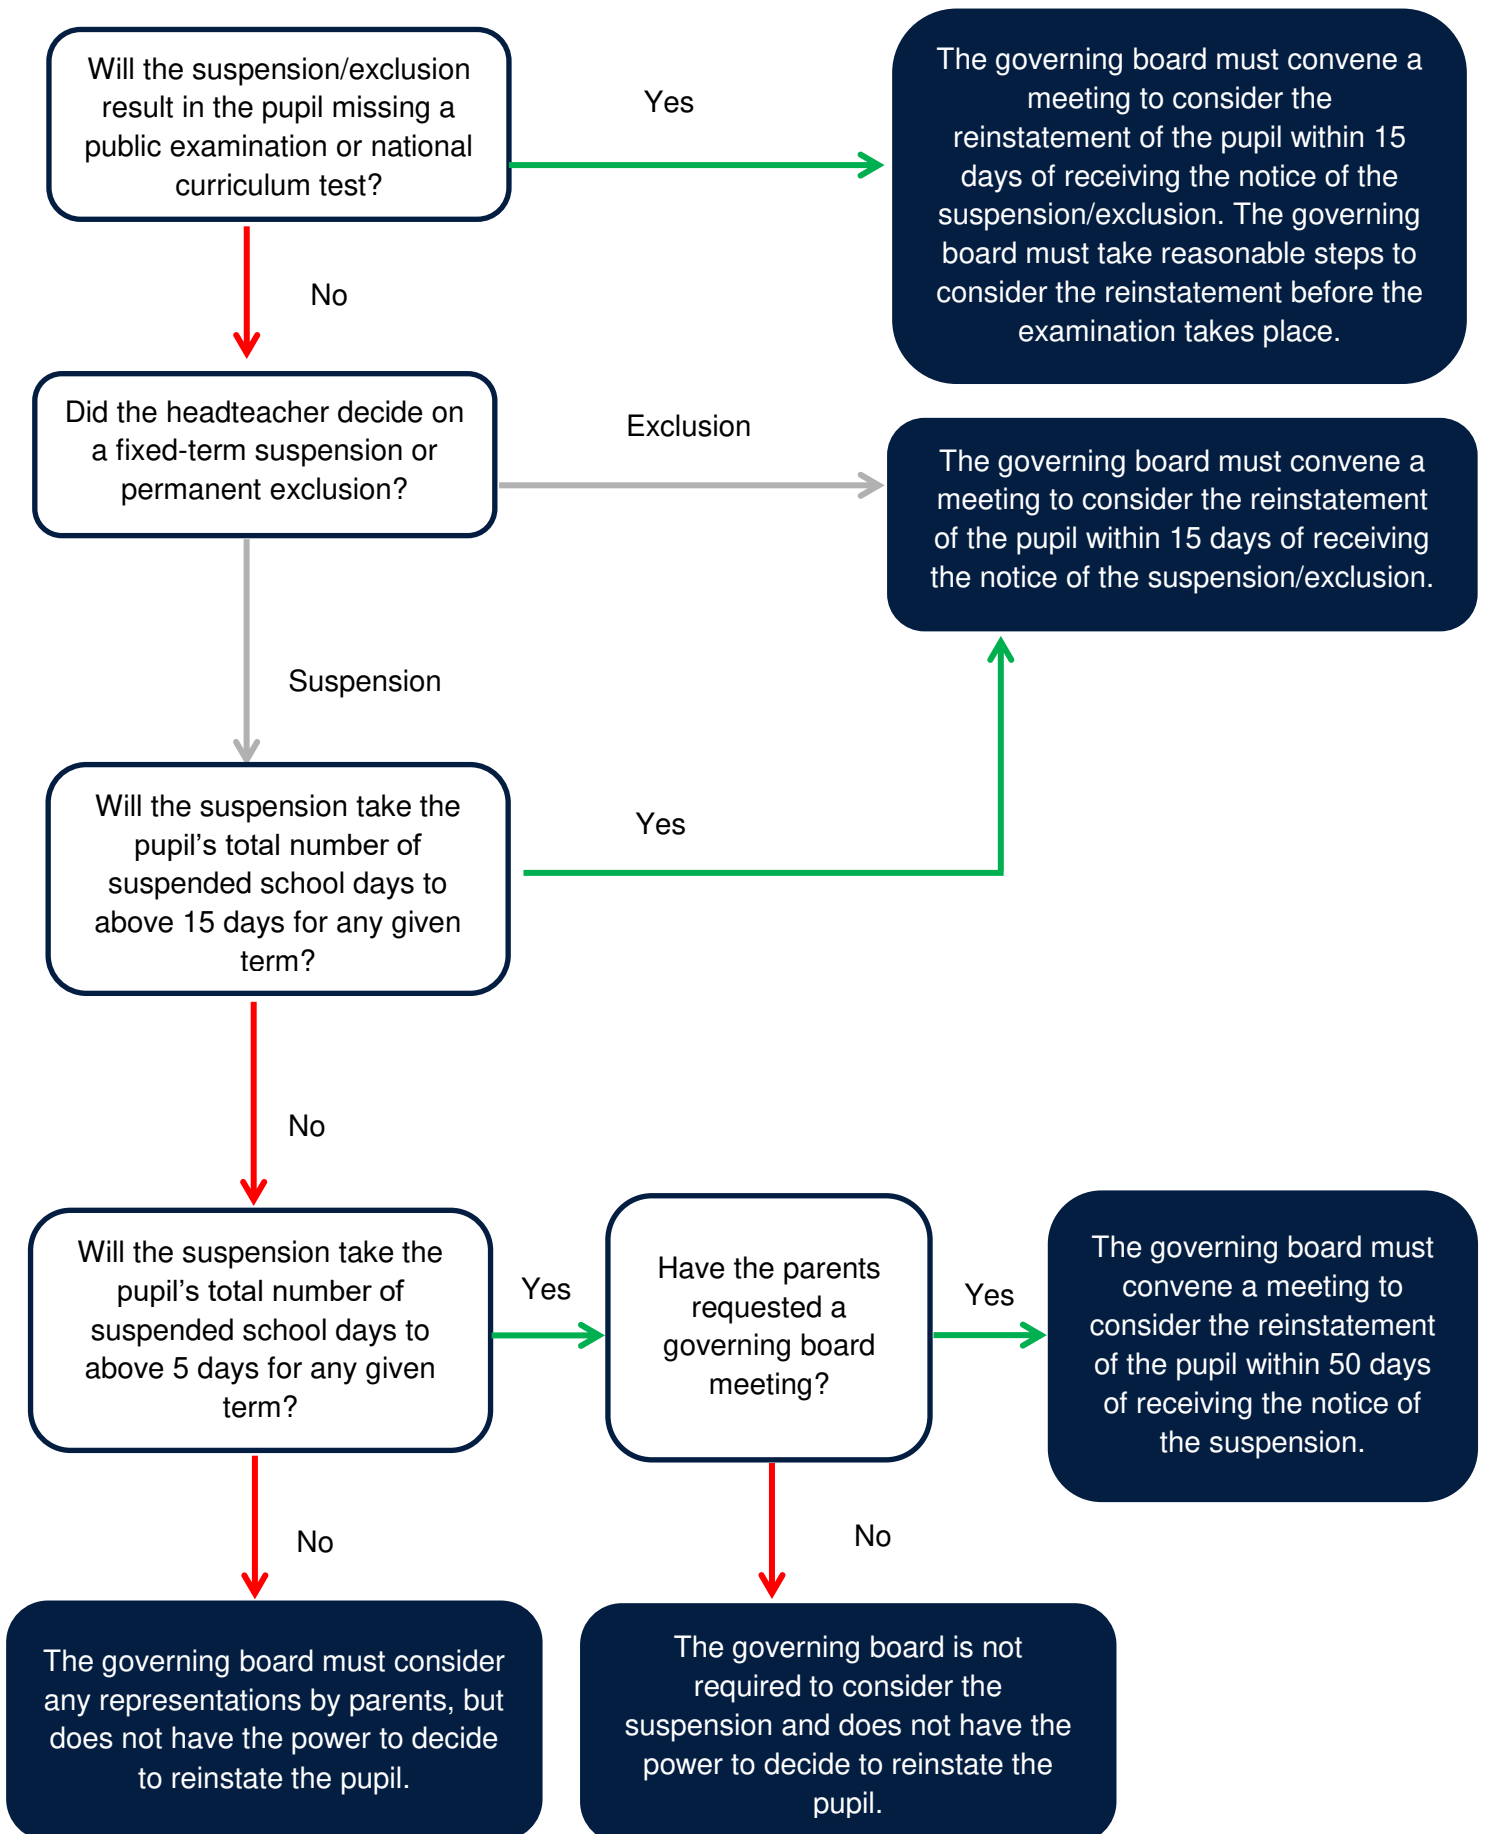 Will the suspension/exclusion
result in the pupil missing a
public examination or national
curriculum test?
Yes
The governing board must convene a
meeting to consider the
reinstatement of the pupil within 15
days of receiving the notice of the
suspension/exclusion. The governing
board must take reasonable steps to
consider the reinstatement before the
examination takes place.
No
Did the headteacher decide on
a fixed-term suspension or
permanent exclusion?
Exclusion
The governing board must convene a
meeting to consider the reinstatement
of the pupil within 15 days of receiving
the notice of the suspension/exclusion.
Suspension
Will the suspension take the
pupil’s total number of
suspended school days to
above 15 days for any given
term?
Yes
No
Will the suspension take the
pupil’s total number of
suspended school days to
above 5 days for any given
term?
Yes
Have the parents
requested a
governing board
meeting?
Yes
The governing board must
convene a meeting to
consider the reinstatement
of the pupil within 50 days
of receiving the notice of
the suspension.
No
No
The governing board must consider
any representations by parents, but
does not have the power to decide
to reinstate the pupil.
The governing board is not
required to consider the
suspension and does not have the
power to decide to reinstate the
pupil.